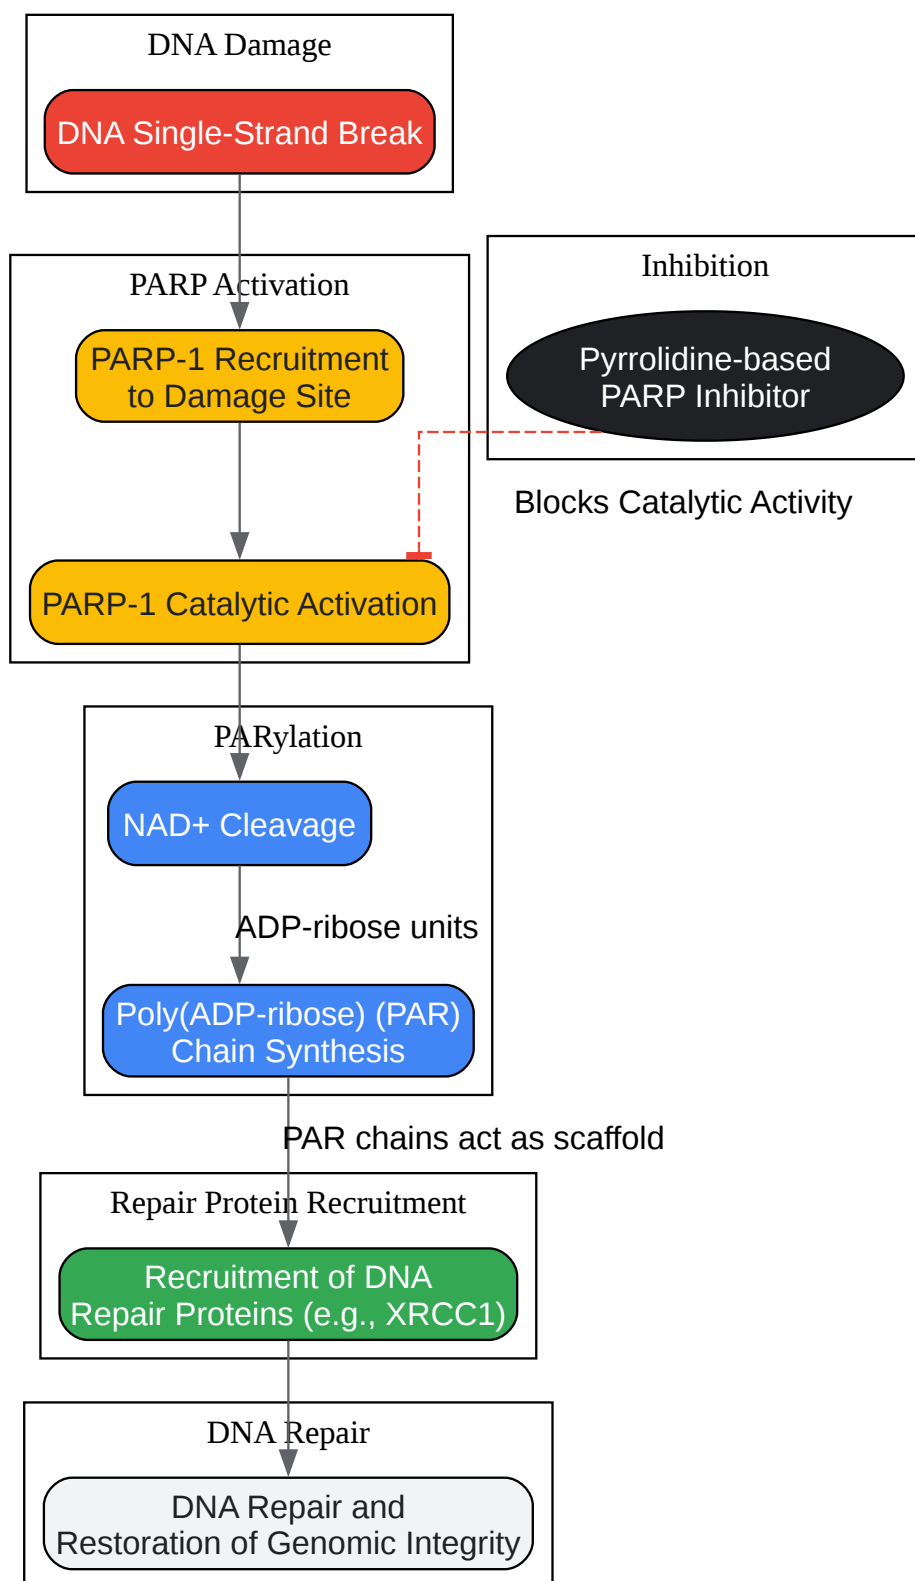 DNA Damage
DNA Single-Strand Break
PARP Activation
PARP-1 Recruitment
to Damage Site
Inhibition
Pyrrolidine-based
PARP Inhibitor
Blocks Catalytic Activity
PARP-1 Catalytic Activation
PARylation
NAD+ Cleavage
ADP-ribose units
Poly(ADP-ribose) (PAR)
Chain Synthesis
PAR chains act as scaffold
Repair Protein Recruitment
Recruitment of DNA
Repair Proteins (e.g., XRCC1)
DNA Repair
DNA Repair and
Restoration of Genomic Integrity